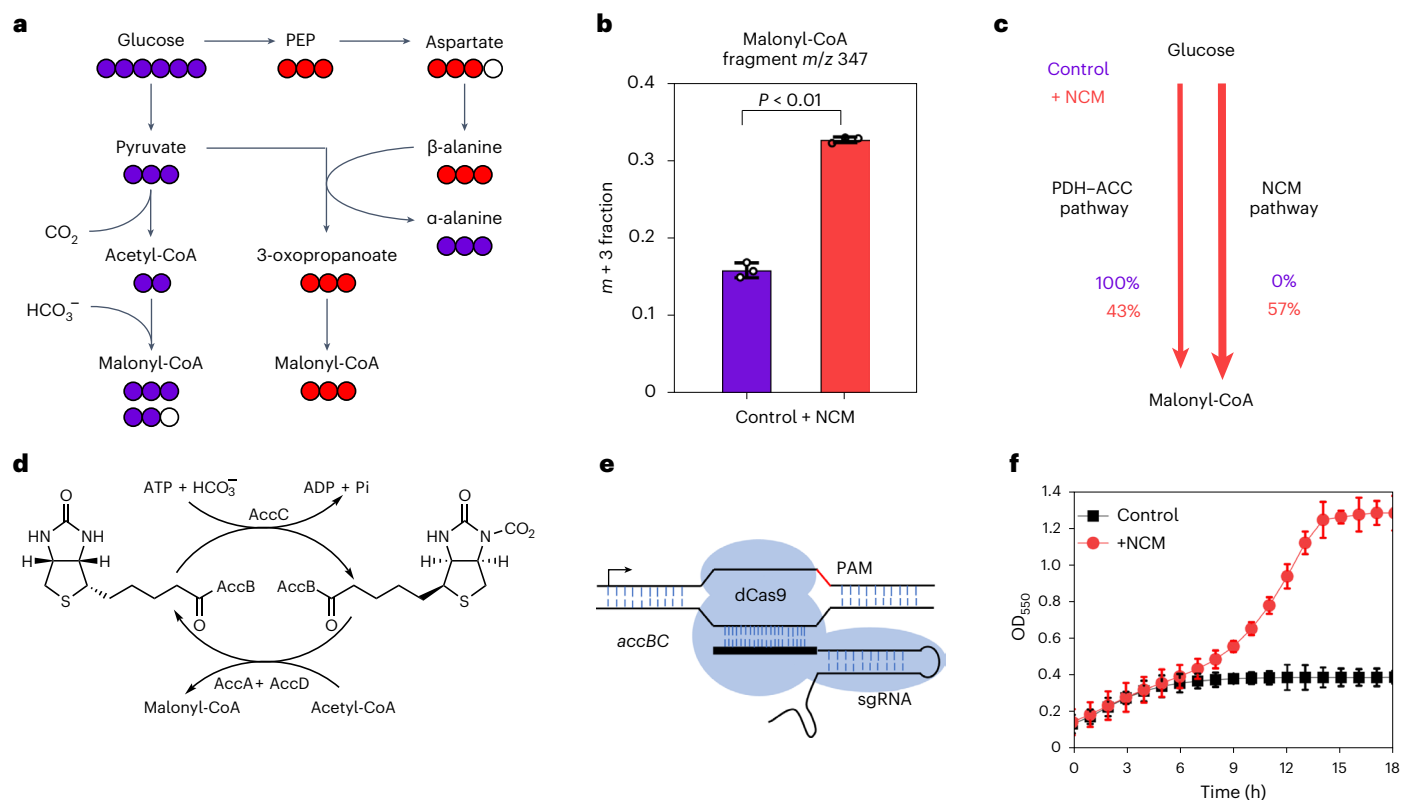 a
Glucose
PEP
Aspartate
Pyruvate
β-alanine
α-alanine
CO2
Acetyl-CoA
3-oxopropanoate
HCO3−
Malonyl-CoA
Malonyl-CoA
b
Malonyl-CoA
fragment m/z 347
0.4
P < 0.01
0.3
0.2
0.1
0
m + 3 fraction
Control + NCM
c
Glucose
Control
+ NCM
PDH–ACC
pathway
NCM
pathway
100%
0%
43%
57%
Malonyl-CoA
d
ATP + HCO3−
ADP + Pi
AccC
O
HN
NH
H
H
S
O
AccB
AccB
O
O
HN
N
CO2
H
H
S
AccA+ AccD
Malonyl-CoA
Acetyl-CoA
e
PAM
dCas9
accBC
sgRNA
f
1.4
1.2
1.0
0.8
0.6
0.4
0.2
0
OD550
Control
+NCM
0 3 6 9 12 15 18
Time (h)